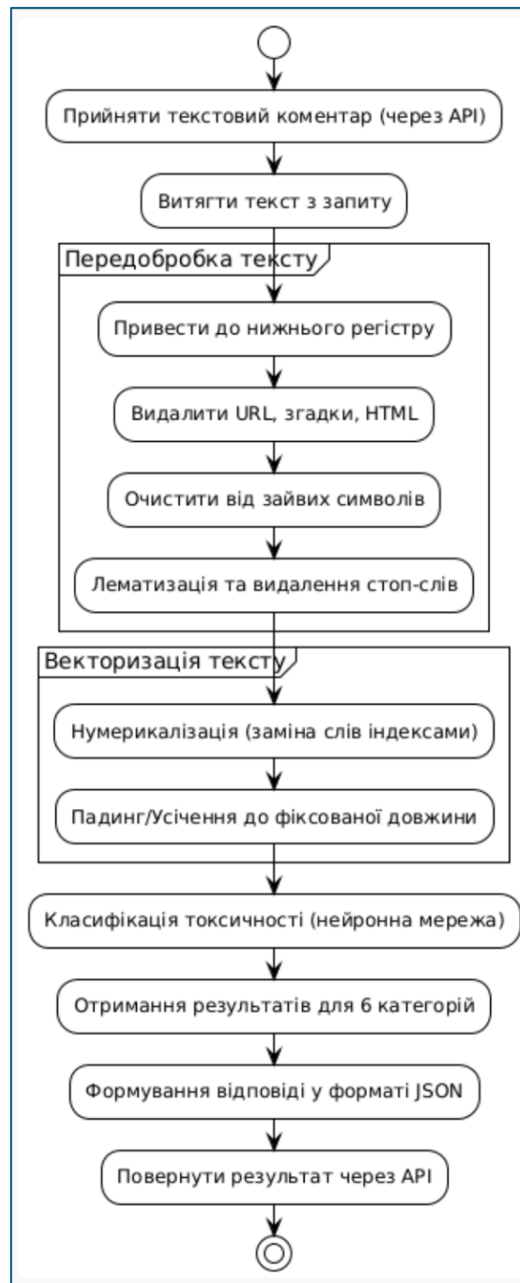 Прийняти текстовий коментар (через API)
Витягти текст з запиту
Передобробка тексту
Привести до нижнього регістру
Видалити URL, згадки, HTML
Очистити від зайвих символів
Лематизація та видалення стоп-слів
Векторизація тексту
Нумерикалізація (заміна слів індексами)
Падинг/Усічення до фіксованої довжини
Класифікація токсичності (нейронна мережа)
Отримання результатів для 6 категорій
Формування відповіді у форматі JSON
Повернути результат через API